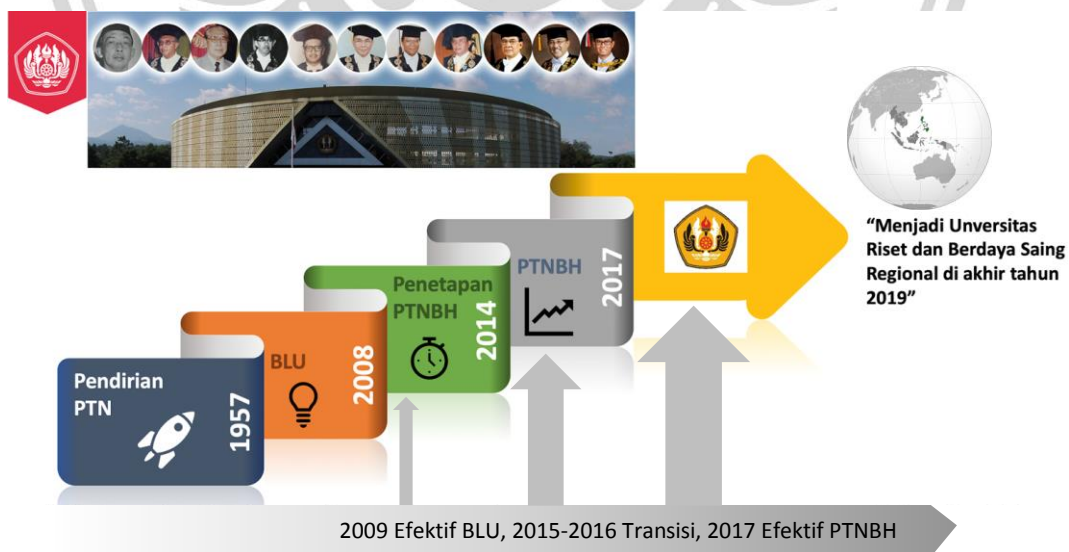 Pendirian
PTN
1957
BLU
2008
Penetapan
PTNBH
2014
PTNBH
2017
“Menjadi Unversitas
Riset dan Berdaya Saing
Regional di akhir tahun
2019”
2009 Efektif BLU, 2015-2016 Transisi, 2017 Efektif PTNBH